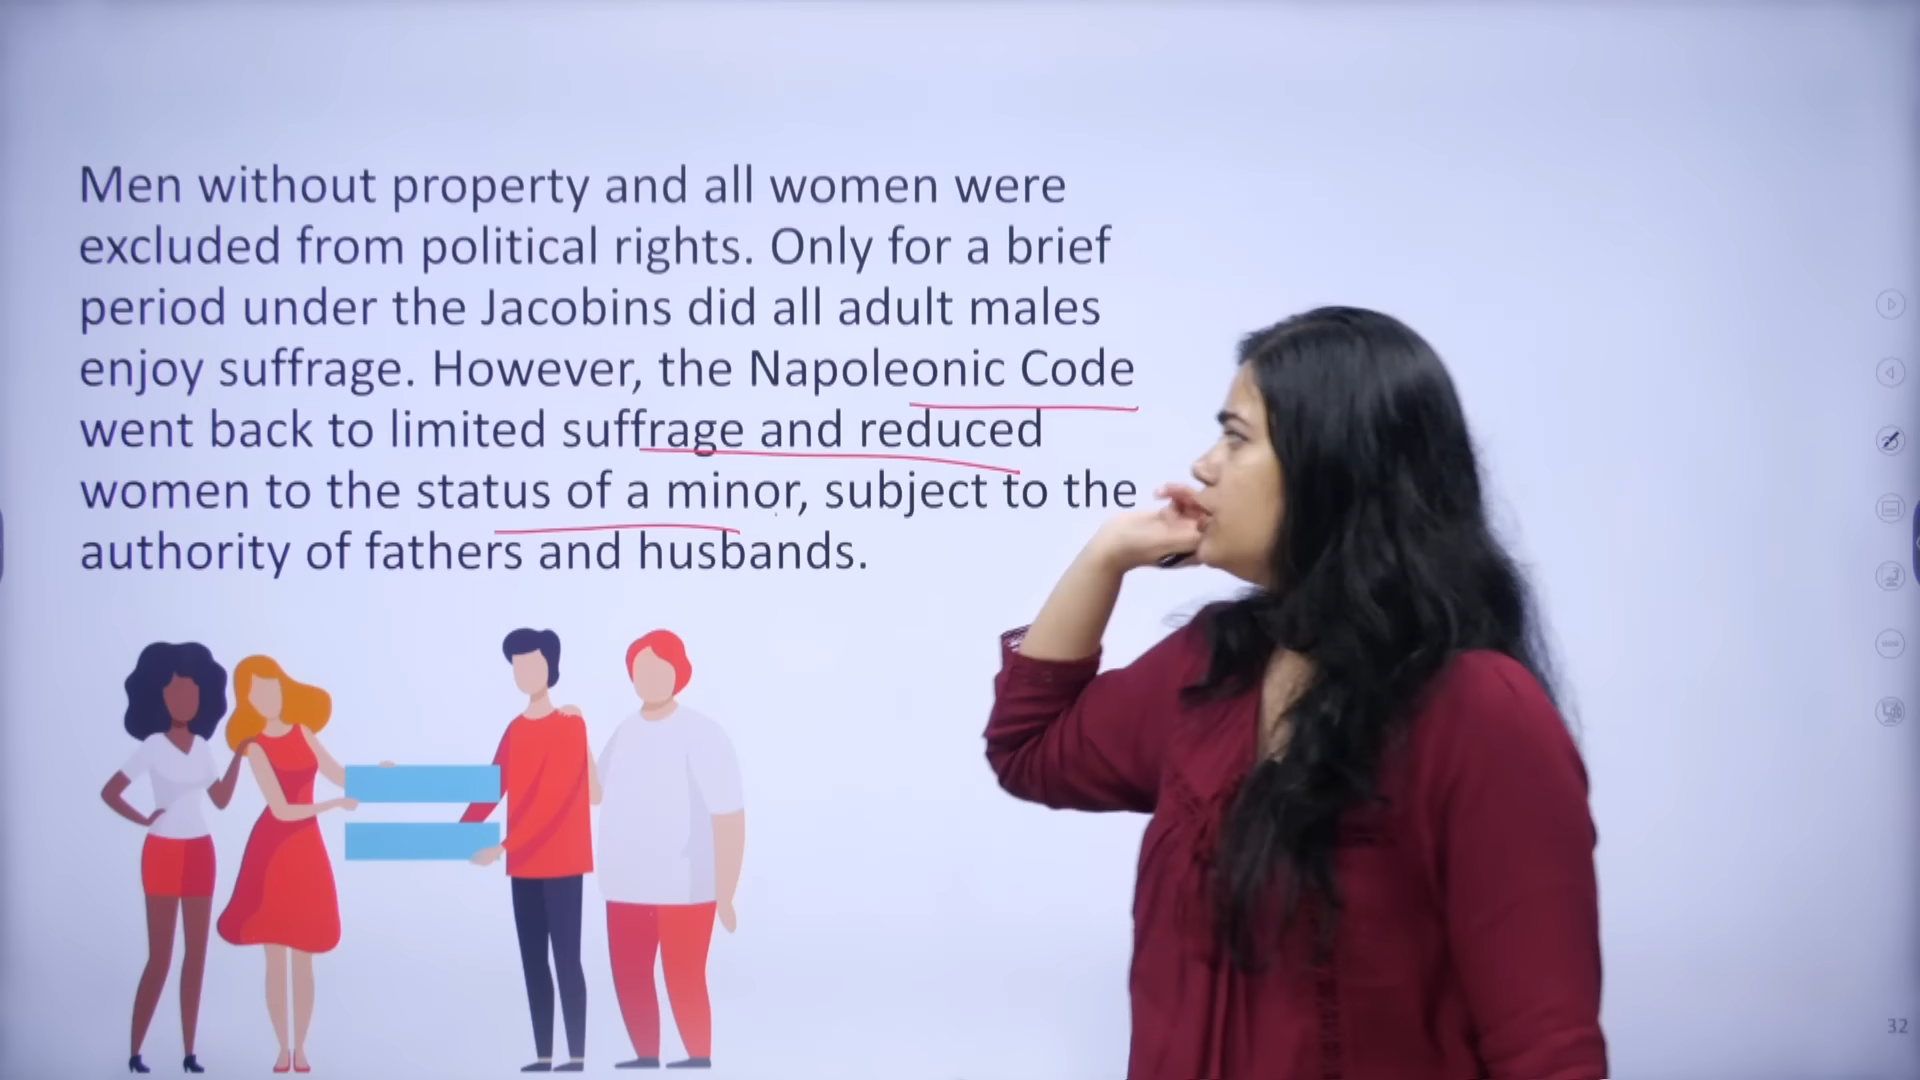 Men without property and all women were
excluded from political rights. Only for a brief
period under the Jacobins did all adult males
enjoy suffrage. However, the Napoleonic Code
went back to limited suffrage and reduced
women to the status of a minor, subject to the
authority of fathers and husbands.
32